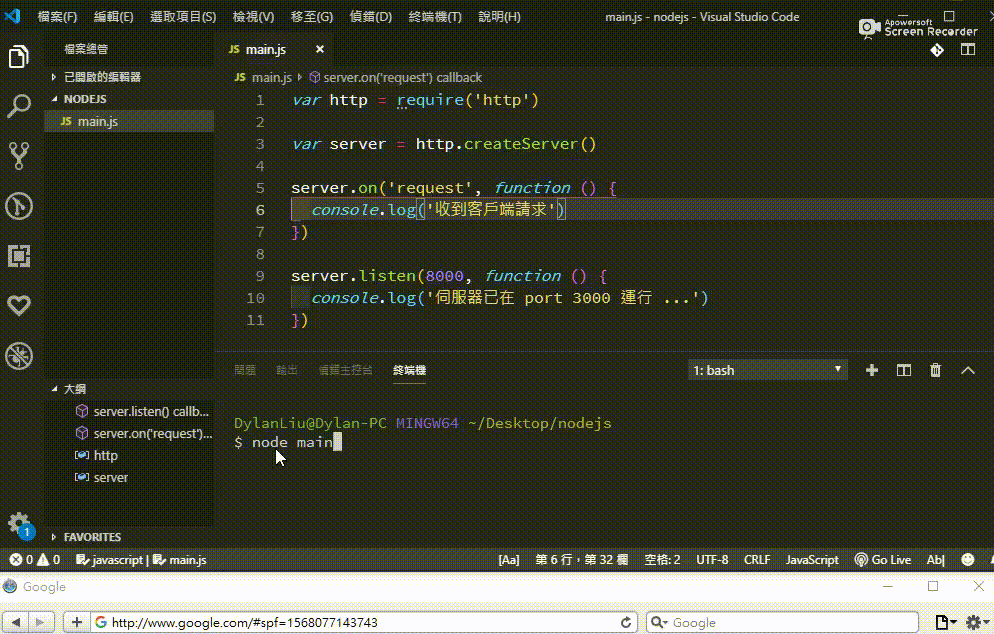 檔案(F) 編輯(E) 選取項目(S) 檢視(V) 移至(G) 偵錯(D) 終端機(T) 說明(H) main.js - nodejs - Visual Studio Code
Apowersoft
Screen Recorder
檔案總管
JS main.js ×
已開啟的編輯器
JS main.js server.on('request') callback
NODEJS
JS main.js
1 var http = require('http')
2
3 var server = http.createServer()
4
5 server.on('request', function () {
6 console.log('收到客戶端請求')
7 })
8
9 server.listen(8000, function () {
10 console.log('伺服器已在 port 3000 運行 ...')
11 })
問題 輸出 偵錯主控台 終端機 1: bash
大綱
server.listen() callb...
server.on('request')...
http
server
DylanLiu@Dylan-PC MINGW64 ~/Desktop/nodejs
$ node main
1
FAVORITES
0 0 javascript | main.js [Aa] 第 6 行，第 32 欄 空格: 2 UTF-8 CRLF JavaScript Go Live Ab|
Google
http://www.google.com/#spf=1568077143743 Google